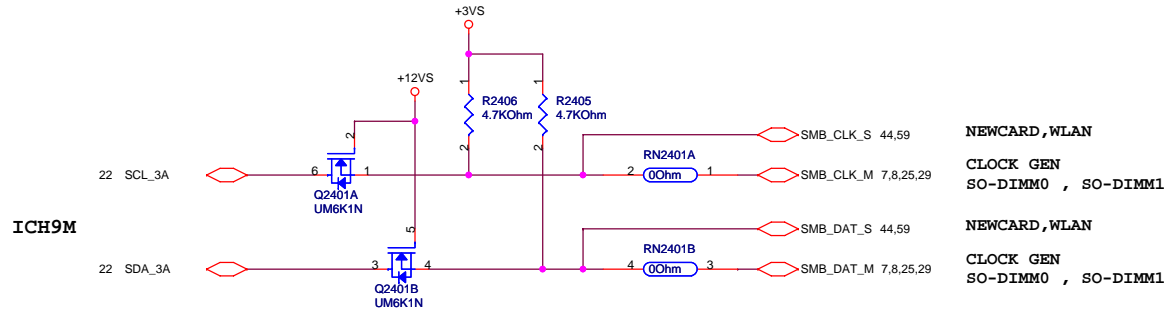 +3VS
+12VS
1
1
R2406
4.7KOhm
R2405
4.7KOhm
2
2
2
22 SCL_3A
6
1
Q2401A
UM6K1N
RN2401A
2
0Ohm
1
SMB_CLK_S 44,59
NEWCARD,WLAN
SMB_CLK_M 7,8,25,29
CLOCK GEN
SO-DIMM0 , SO-DIMM1
ICH9M
5
22 SDA_3A
3
4
Q2401B
UM6K1N
RN2401B
4
0Ohm
3
SMB_DAT_S 44,59
NEWCARD,WLAN
SMB_DAT_M 7,8,25,29
CLOCK GEN
SO-DIMM0 , SO-DIMM1